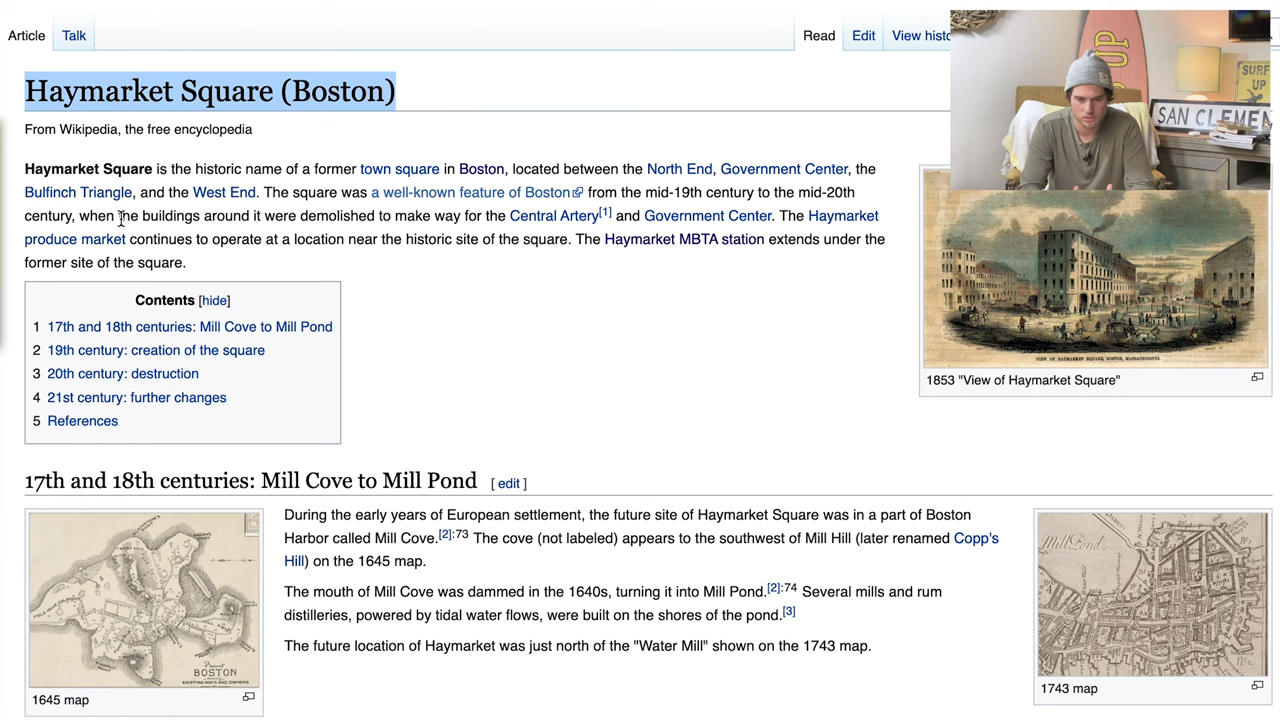 Article Talk Read Edit View histo
Haymarket Square (Boston)
From Wikipedia, the free encyclopedia
Haymarket Square is the historic name of a former town square in Boston, located between the North End, Government Center, the
Bulfinch Triangle, and the West End. The square was a well-known feature of Boston from the mid-19th century to the mid-20th
century, when the buildings around it were demolished to make way for the Central Artery[1] and Government Center. The Haymarket
produce market continues to operate at a location near the historic site of the square. The Haymarket MBTA station extends under the
former site of the square.
SURF
UP
UP
SAN CLEMEN
VIEW OF HAYMARKET SQUARE, BOSTON, MASSACHUSETTS.
1853 "View of Haymarket Square"
Contents [hide]
1 17th and 18th centuries: Mill Cove to Mill Pond
2 19th century: creation of the square
3 20th century: destruction
4 21st century: further changes
5 References
17th and 18th centuries: Mill Cove to Mill Pond [ edit ]
During the early years of European settlement, the future site of Haymarket Square was in a part of Boston
Harbor called Mill Cove.[2]:73 The cove (not labeled) appears to the southwest of Mill Hill (later renamed Copp's
Hill) on the 1645 map.
The mouth of Mill Cove was dammed in the 1640s, turning it into Mill Pond.[2]:74 Several mills and rum
distilleries, powered by tidal water flows, were built on the shores of the pond.[3]
The future location of Haymarket was just north of the "Water Mill" shown on the 1743 map.
BOSTON
1645 map
Mill Pond
1743 map